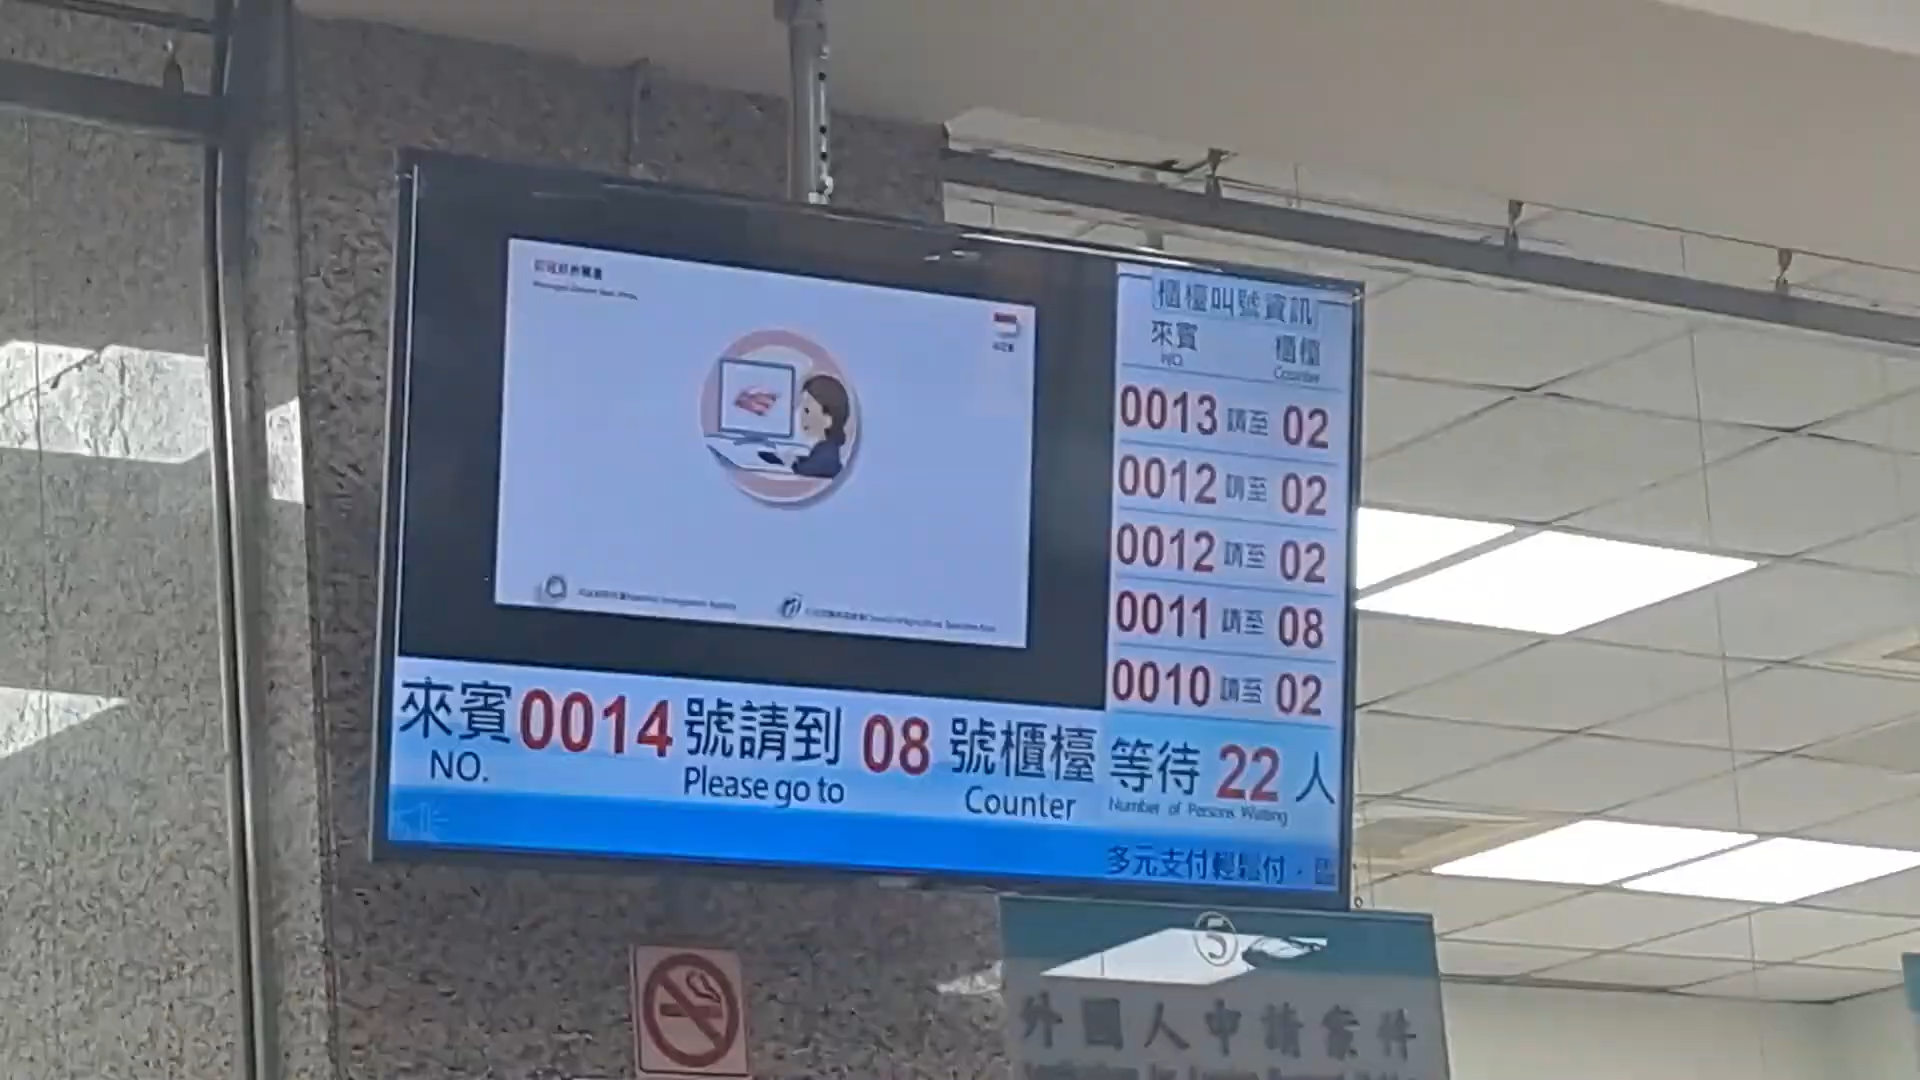 櫃檯叫號資訊
來賓 櫃檯
NO. Counter
0013 請至 02
0012 請至 02
0012 請至 02
0011 請至 08
0010 請至 02
來賓 0014 號請到 08 號櫃檯 等待 22 人
NO. Please go to Counter Number of Persons Waiting
多元支付輕鬆付，
5
外國人申請案件